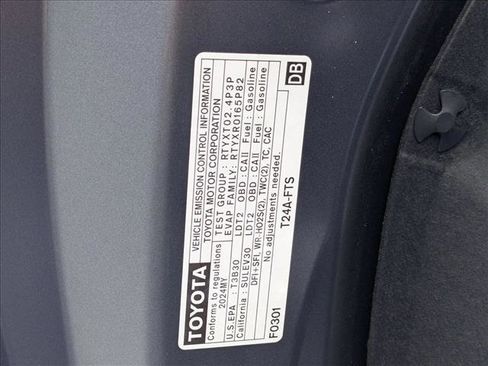 TOYOTA
VEHICLE EMISSION CONTROL INFORMATION
TOYOTA MOTOR CORPORATION
Conforms to regulations
2024MY
TEST GROUP : RTYXT02.4P3P
EVAP FAMILY: RTYXR0165P82
U.S.EPA : T3B30 LDT2 OBD :CAII Fuel :Gasoline
California : SULEV30 LDT2 OBD :CAII Fuel :Gasoline
DFI+SFI, WR-HO2S(2), TWC(2), TC, CAC
No adjustments needed.
F0301
T24A-FTS
DB